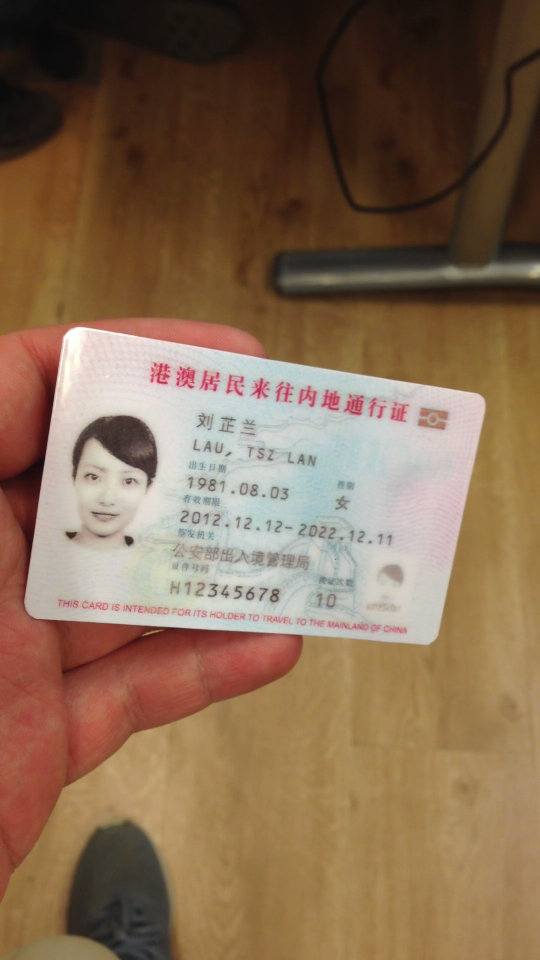 港澳居民来往内地通行证
刘芷兰
LAU, TSZ LAN
出生日期 性别
1981.08.03 女
有效期限
2012.12.12-2022.12.11
签发机关
公安部出入境管理局
证件号码 换证次数
H12345678 10
THIS CARD IS INTENDED FOR ITS HOLDER TO TRAVEL TO THE MAINLAND OF CHINA